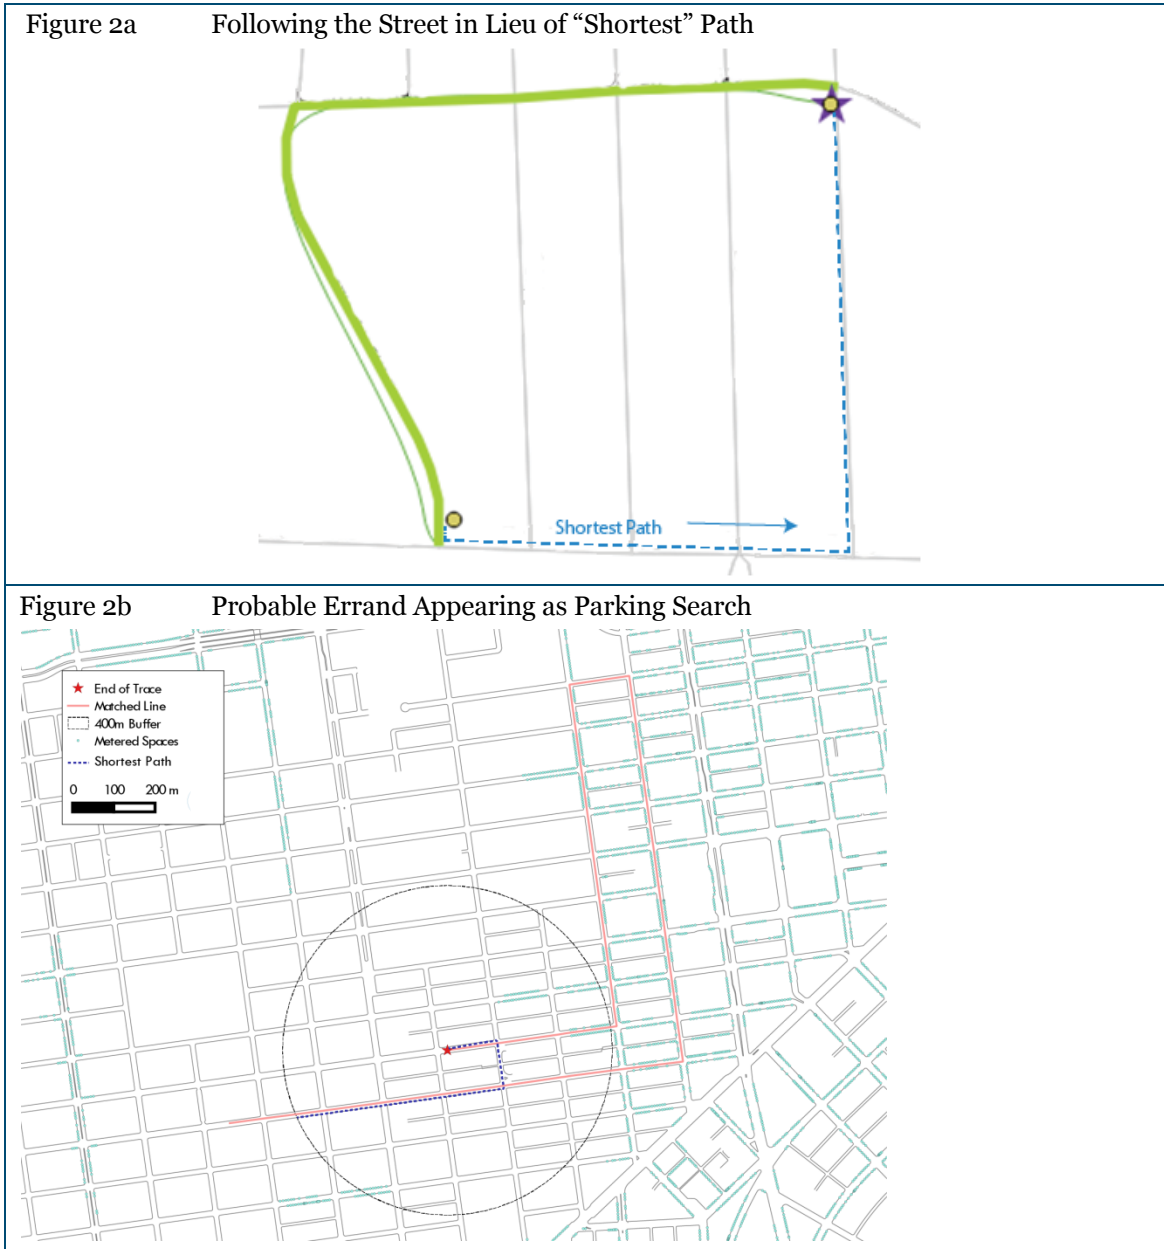 Figure 2a Following the Street in Lieu of “Shortest” Path
Shortest Path
Figure 2b Probable Errand Appearing as Parking Search
End of Trace
Matched Line
400m Buffer
Metered Spaces
Shortest Path
0 100 200 m